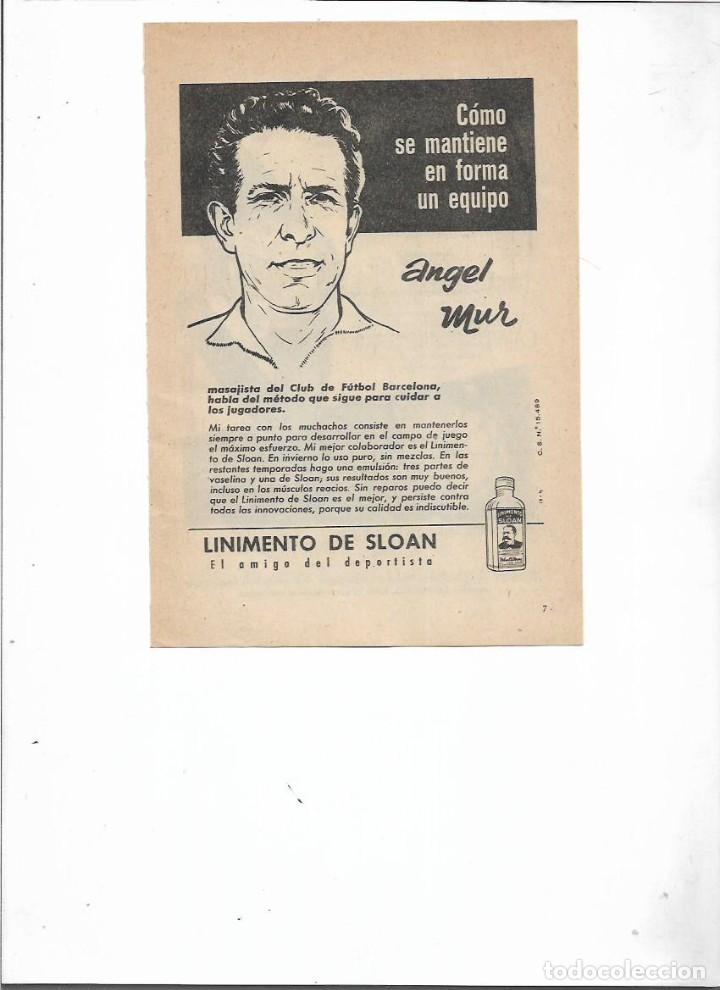 Cómo
se mantiene
en forma
un equipo
angel
mur
masajista del Club de Fútbol Barcelona,
habla del método que sigue para cuidar a
los jugadores.
Mi tarea con los muchachos consiste en mantenerlos
siempre a punto para desarrollar en el campo de juego
el máximo esfuerzo. Mi mejor colaborador es el Linimen-
to de Sloan. En invierno lo uso puro, sin mezclas. En las
restantes temporadas hago una emulsión: tres partes de
vaselina y una de Sloan; sus resultados son muy buenos,
incluso en los músculos reacios. Sin reparos puedo decir
que el Linimento de Sloan es el mejor, y persiste contra
todas las innovaciones, porque su calidad es indiscutible.
C. S. N.º 15.489
LINIMENTO
SLOAN
LINIMENTO DE SLOAN
El amigo del deportista
7
todocoleccion